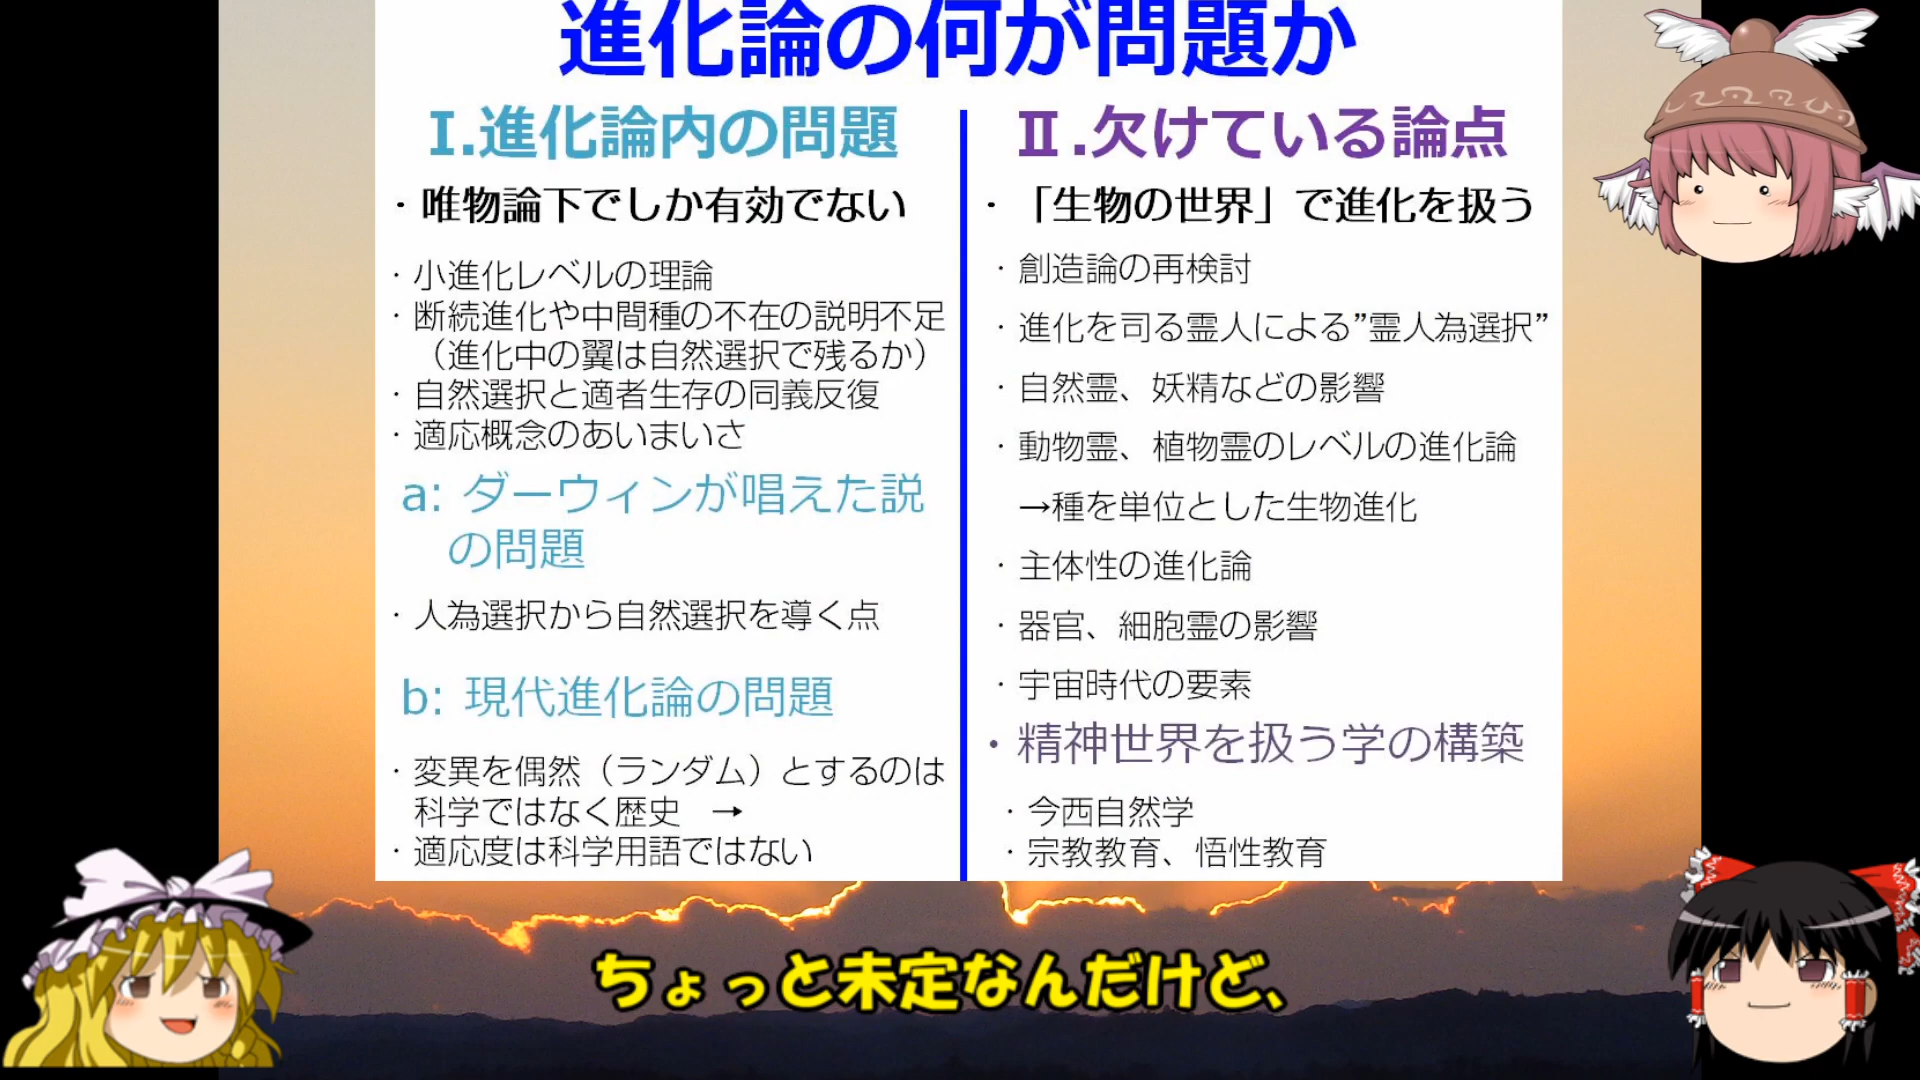 進化論の何が問題か
I.進化論内の問題
・唯物論下でしか有効でない
・小進化レベルの理論
・断続進化や中間種の不在の説明不足
（進化中の翼は自然選択で残るか）
・自然選択と適者生存の同義反復
・適応概念のあいまいさ
a: ダーウィンが唱えた説
の問題
・人為選択から自然選択を導く点
b: 現代進化論の問題
・変異を偶然（ランダム）とするのは
科学ではなく歴史　→
・適応度は科学用語ではない
Ⅱ.欠けている論点
・「生物の世界」で進化を扱う
・創造論の再検討
・進化を司る霊人による”霊人為選択”
・自然霊、妖精などの影響
・動物霊、植物霊のレベルの進化論
→種を単位とした生物進化
・主体性の進化論
・器官、細胞霊の影響
・宇宙時代の要素
・精神世界を扱う学の構築
・今西自然学
・宗教教育、悟性教育
ちょっと未定なんだけど、